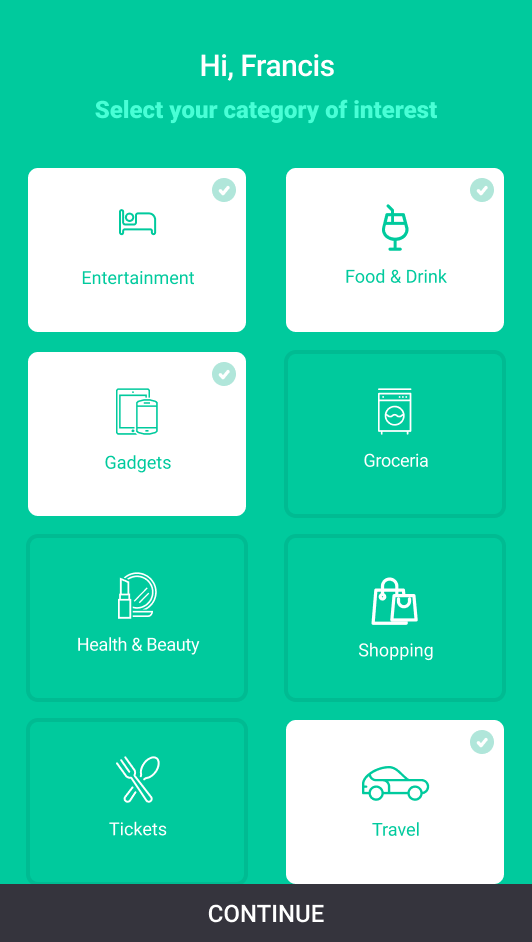 Hi, Francis
Select your category of interest
Entertainment
Food & Drink
Gadgets
Groceria
Health & Beauty
Shopping
Tickets
Travel
CONTINUE